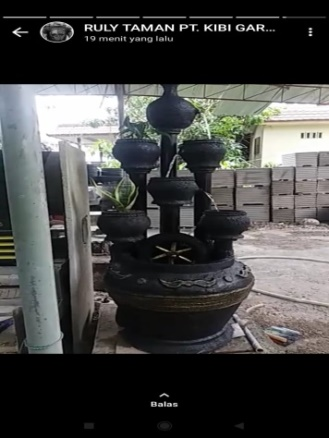 RULY TAMAN PT. KIBI GAR...
19 menit yang lalu
Balas